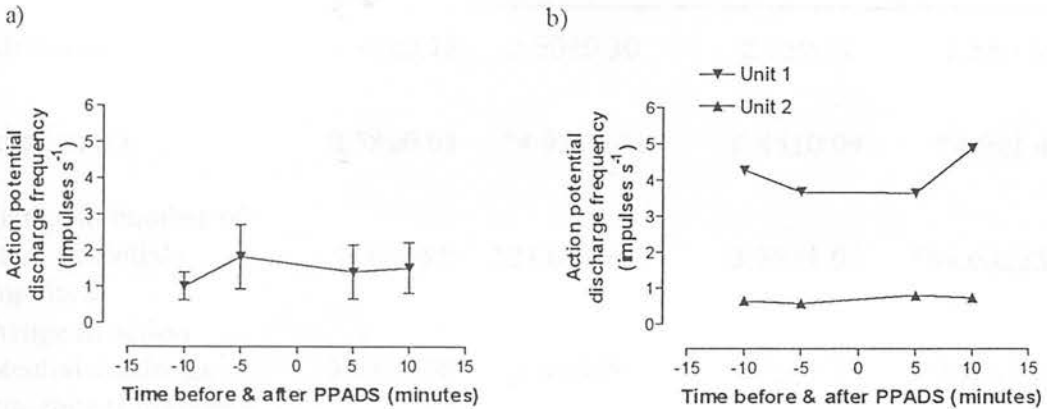 a)
Action potential
discharge frequency
(impulses s-1)
6
5
4
3
2
1
0
15 -10 -5 0 5 10 15
Time before & after PPADS (minutes)
b)
Unit 1
Unit 2
Action potential
discharge frequency
(impulses s-1)
6
5
4
3
2
1
0
-15 -10 -5 0 5 10 15
Time before & after PPADS (minutes)